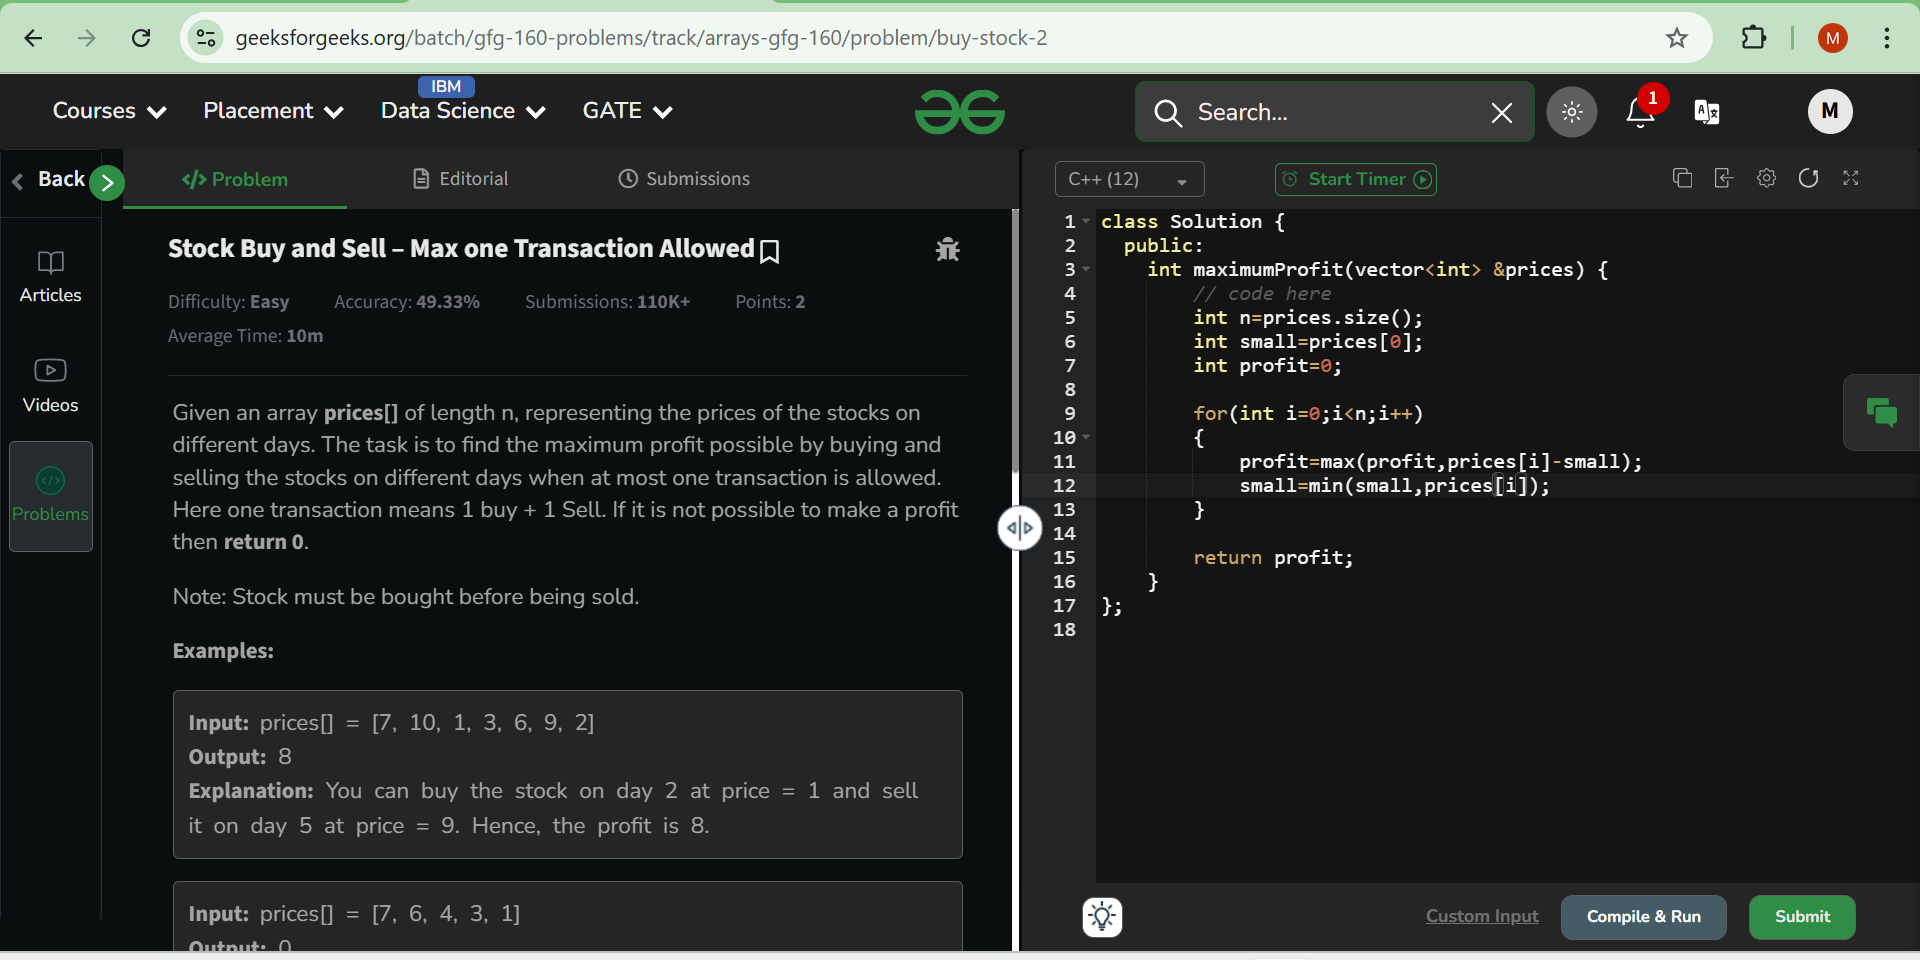 geeksforgeeks.org/batch/gfg-160-problems/track/arrays-gfg-160/problem/buy-stock-2
M
Courses
Placement
IBM
Data Science
GATE
Search...
1
M
Back
Problem
Editorial
Submissions
C++ (12)
Start Timer
Articles
Videos
Problems
Stock Buy and Sell – Max one Transaction Allowed
Difficulty: Easy Accuracy: 49.33% Submissions: 110K+ Points: 2
Average Time: 10m
Given an array prices[] of length n, representing the prices of the stocks on
different days. The task is to find the maximum profit possible by buying and
selling the stocks on different days when at most one transaction is allowed.
Here one transaction means 1 buy + 1 Sell. If it is not possible to make a profit
then return 0.
Note: Stock must be bought before being sold.
Examples:
Input: prices[] = [7, 10, 1, 3, 6, 9, 2]
Output: 8
Explanation: You can buy the stock on day 2 at price = 1 and sell
it on day 5 at price = 9. Hence, the profit is 8.
Input: prices[] = [7, 6, 4, 3, 1]
Output: 0
1 class Solution {
2 public:
3 int maximumProfit(vector<int> &prices) {
4 // code here
5 int n=prices.size();
6 int small=prices[0];
7 int profit=0;
8
9 for(int i=0;i<n;i++)
10 {
11 profit=max(profit,prices[i]-small);
12 small=min(small,prices[i]);
13 }
14
15 return profit;
16 }
17 };
18
Custom Input
Compile & Run
Submit